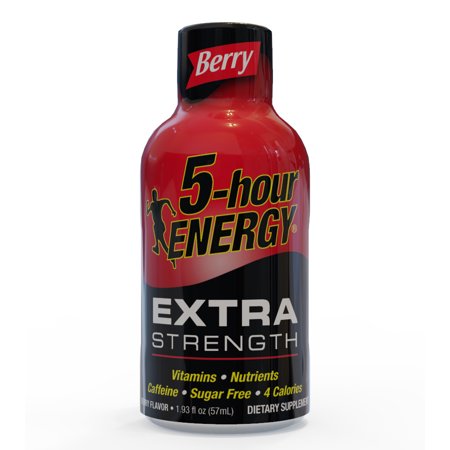 Berry
5-hour
ENERGY®
EXTRA
STRENGTH
Vitamins • Nutrients
Caffeine • Sugar Free • 4 Calories
FLAVOR • 1.93 fl oz (57mL) DIETARY